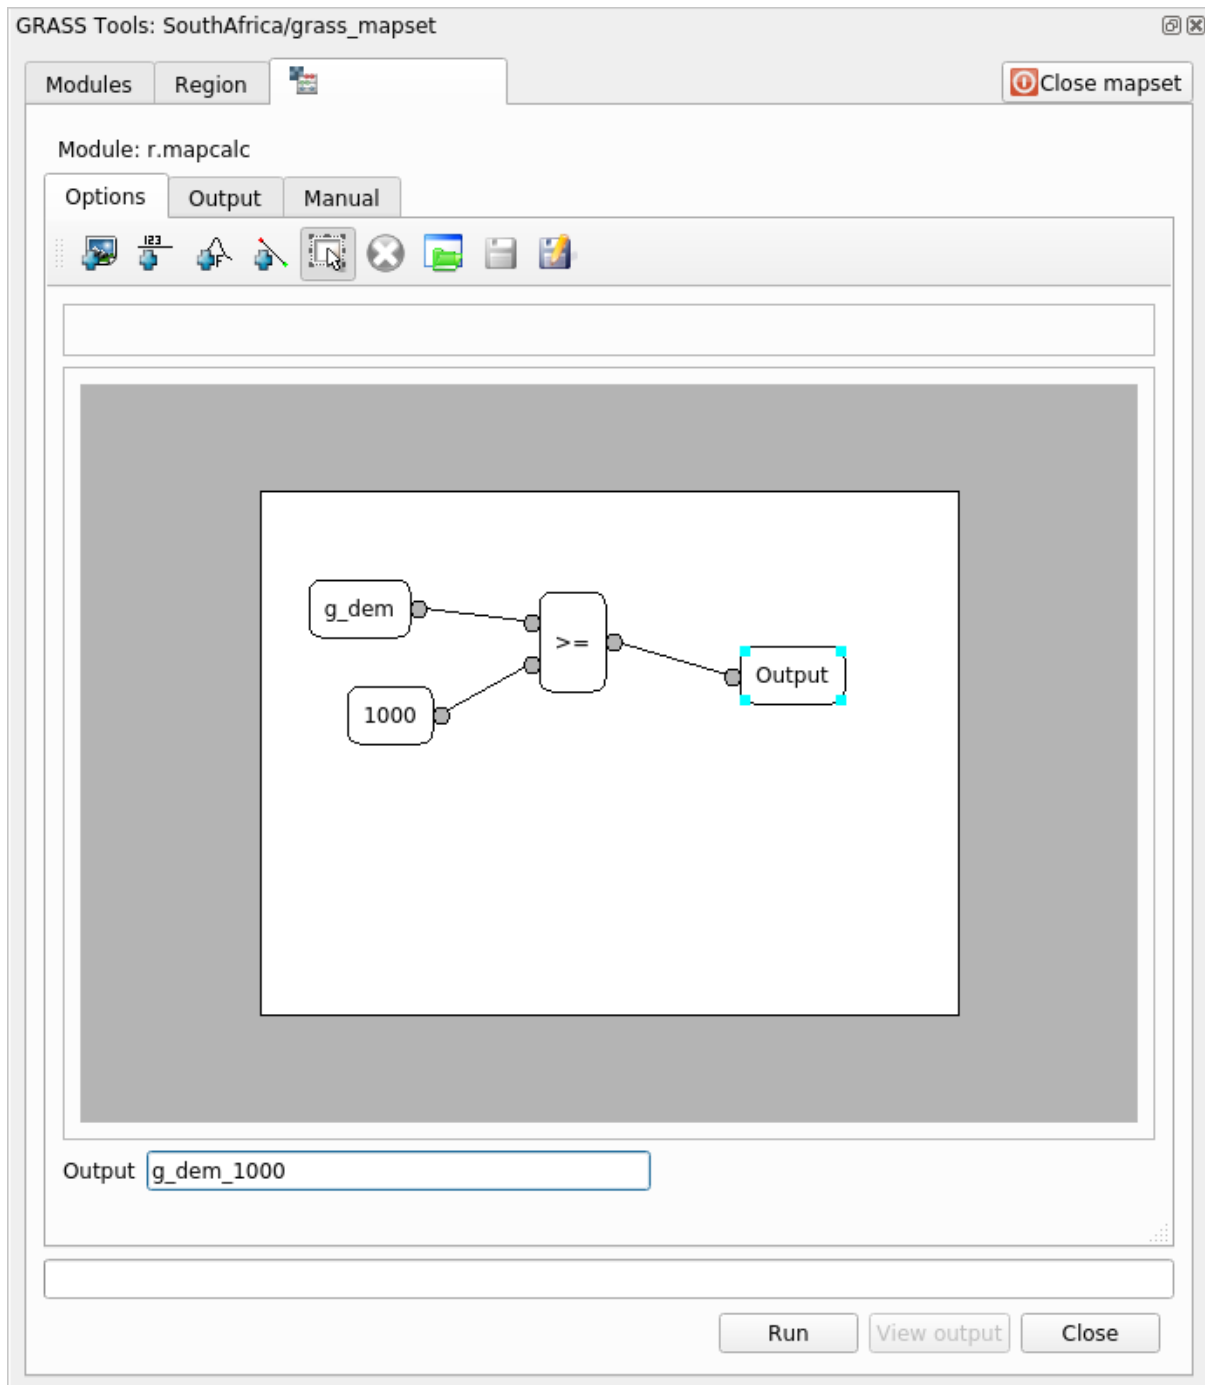 GRASS Tools: SouthAfrica/grass_mapset
Modules Region Close mapset
Module: r.mapcalc
Options Output Manual
123
F
g_dem
>=
Output
1000
Output g_dem_1000
Run View output Close